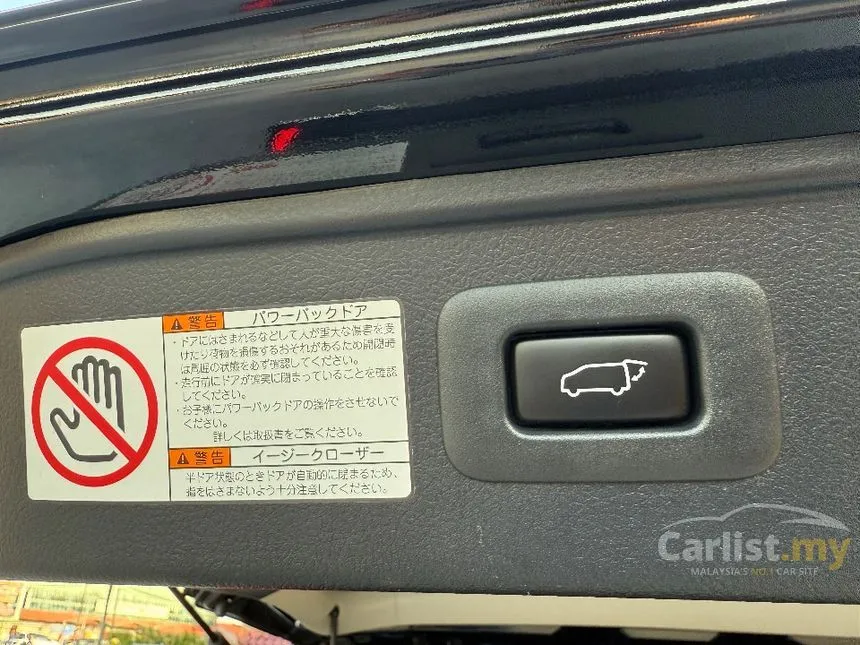 警告 パワーバックドア
・ドアにはさまれるなどして人が重大な傷害を受
けたり荷物を損傷するおそれがあるため開閉時
は周囲の状態を必ず確認してください。
・走行前にドアが確実に閉まっていることを確認
してください。
・お子様にパワーバックドアの操作をさせないで
ください。
詳しくは取扱書をご覧ください。
警告 イージークローザー
半ドア状態のときドアが自動的に閉まるため、
指をはさまないよう十分注意してください。
Carlist.my
MALAYSIA'S NO.1 CAR SITE